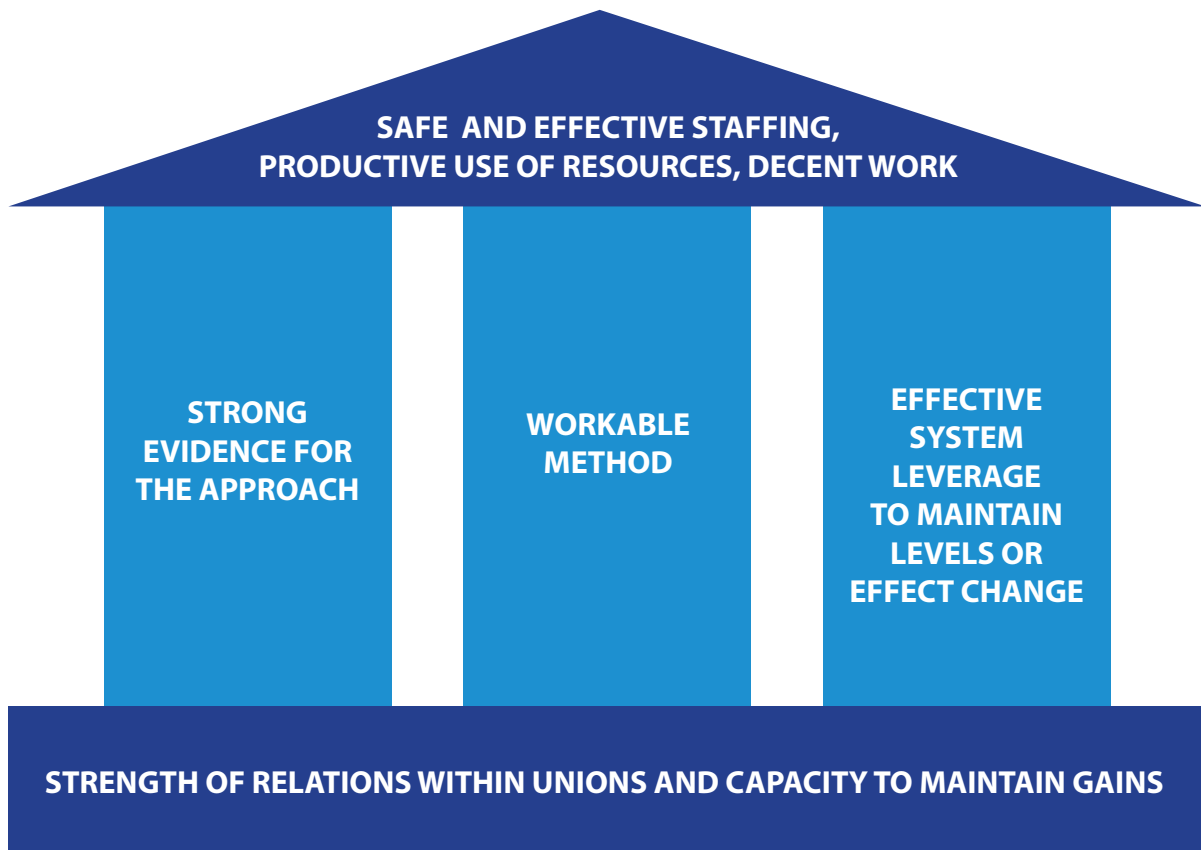 SAFE AND EFFECTIVE STAFFING,
PRODUCTIVE USE OF RESOURCES, DECENT WORK
STRONG
EVIDENCE FOR
THE APPROACH
WORKABLE
METHOD
EFFECTIVE
SYSTEM
LEVERAGE
TO MAINTAIN
LEVELS OR
EFFECT CHANGE
STRENGTH OF RELATIONS WITHIN UNIONS AND CAPACITY TO MAINTAIN GAINS